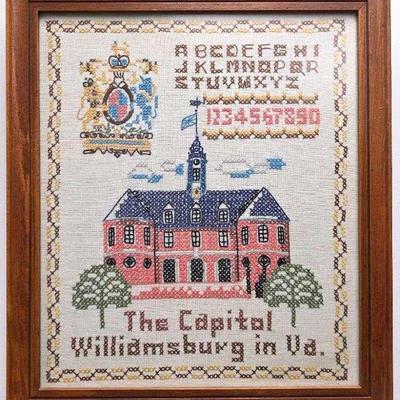 ABCDEFGHI
JKLMNOPQR
STUVWXYZ
1234567890
The Capitol
Williamsburg in Va.